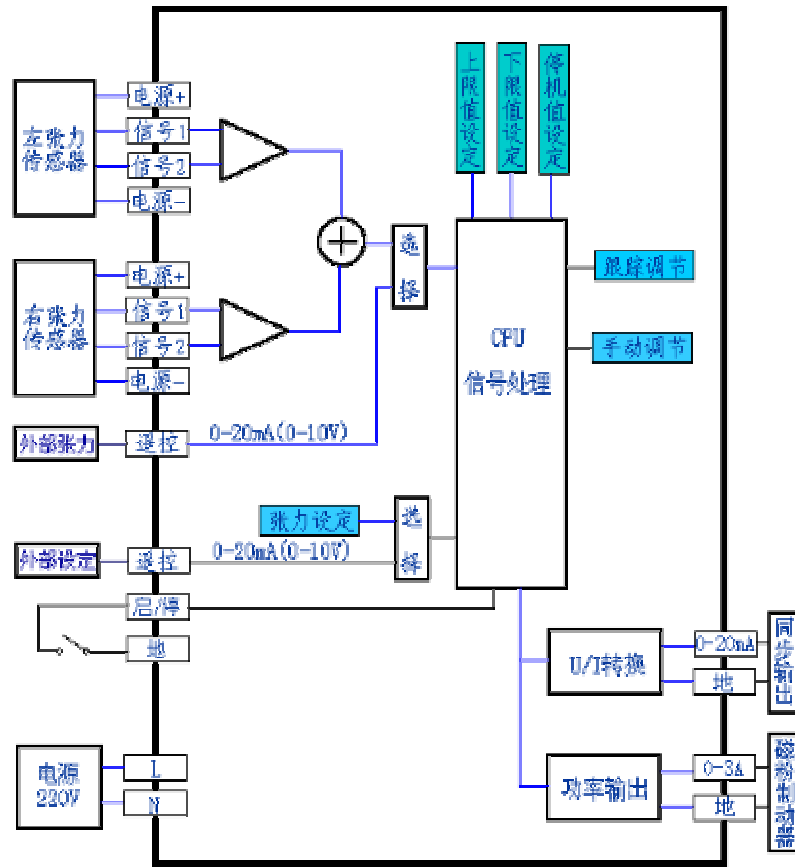 上限值设定
下限值设定
停机值设定
左张力
传感器
电源+
信号1
信号2
电源-
右张力
传感器
电源+
信号1
信号2
电源-
选择
CPU
信号处理
跟踪调节
手动调节
外部张力
遥控
0-20mA(0-10V)
张力设定
选择
外部设定
遥控
0-20mA(0-10V)
启/停
地
U/I转换
0-20mA
地
同步输出
电源
220V
L
N
功率输出
0-3A
地
磁粉制动器